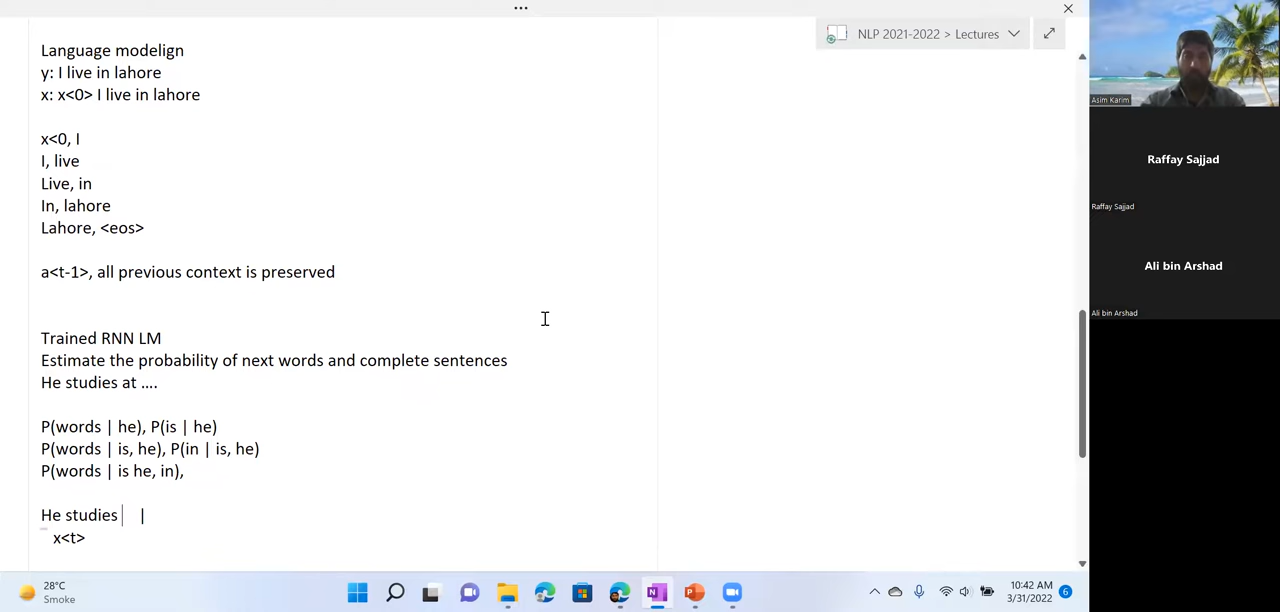 NLP 2021-2022 > Lectures
Language modelign
y: I live in lahore
x: x<0> I live in lahore
x<0, I
I, live
Live, in
In, lahore
Lahore, <eos>
a<t-1>, all previous context is preserved
Trained RNN LM
Estimate the probability of next words and complete sentences
He studies at ....
P(words | he), P(is | he)
P(words | is, he), P(in | is, he)
P(words | is he, in),
He studies |
x<t>
Asim Karim
Raffay Sajjad
Raffay Sajjad
Ali bin Arshad
Ali bin Arshad
28°C
Smoke
10:42 AM
3/31/2022
6